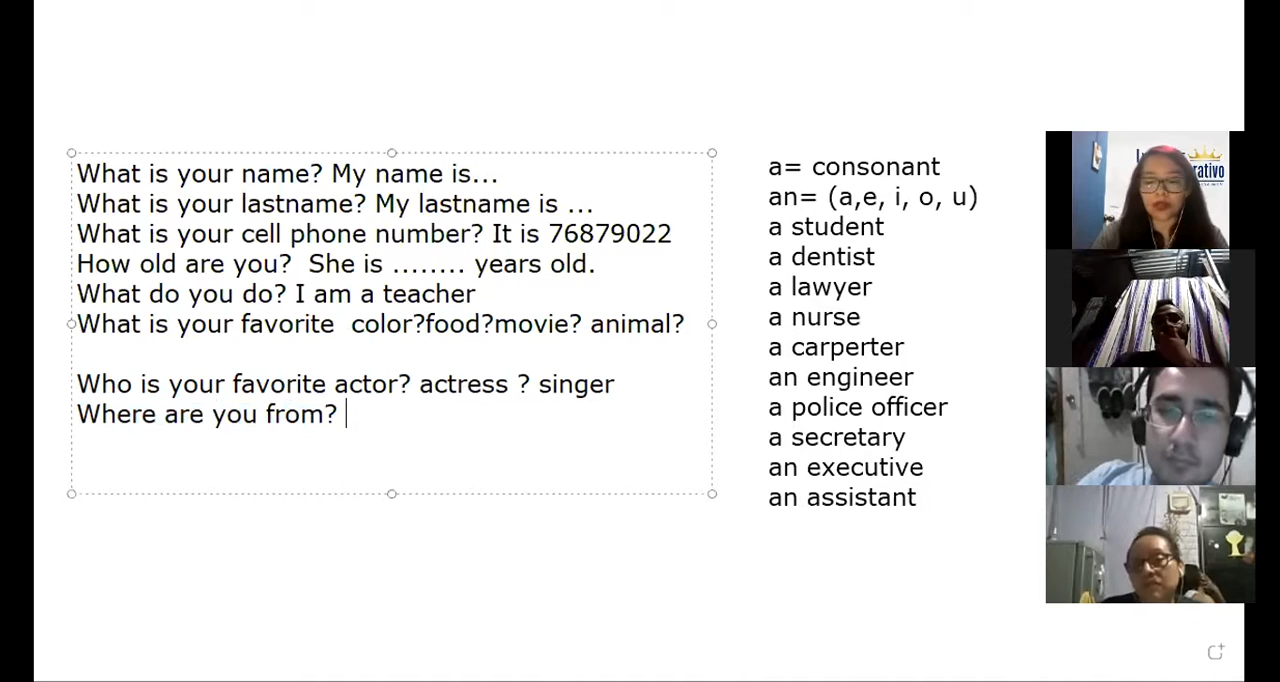 What is your name? My name is...
What is your lastname? My lastname is ...
What is your cell phone number? It is 76879022
How old are you?  She is ........ years old.
What do you do? I am a teacher
What is your favorite  color?food?movie? animal?
Who is your favorite actor? actress ? singer
Where are you from?
a= consonant
an= (a,e, i, o, u)
a student
a dentist
a lawyer
a nurse
a carperter
an engineer
a police officer
a secretary
an executive
an assistant